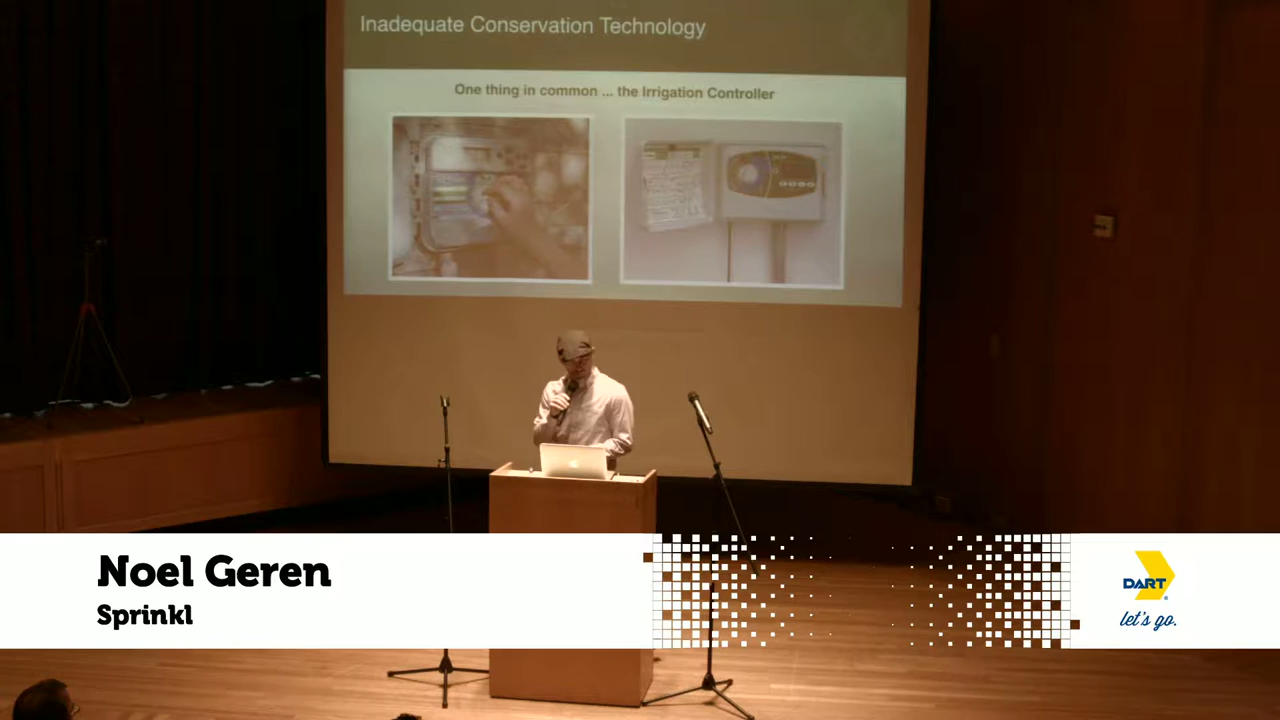 Inadequate Conservation Technology
One thing in common ... the Irrigation Controller
Noel Geren
Sprinkl
DART
let's go.